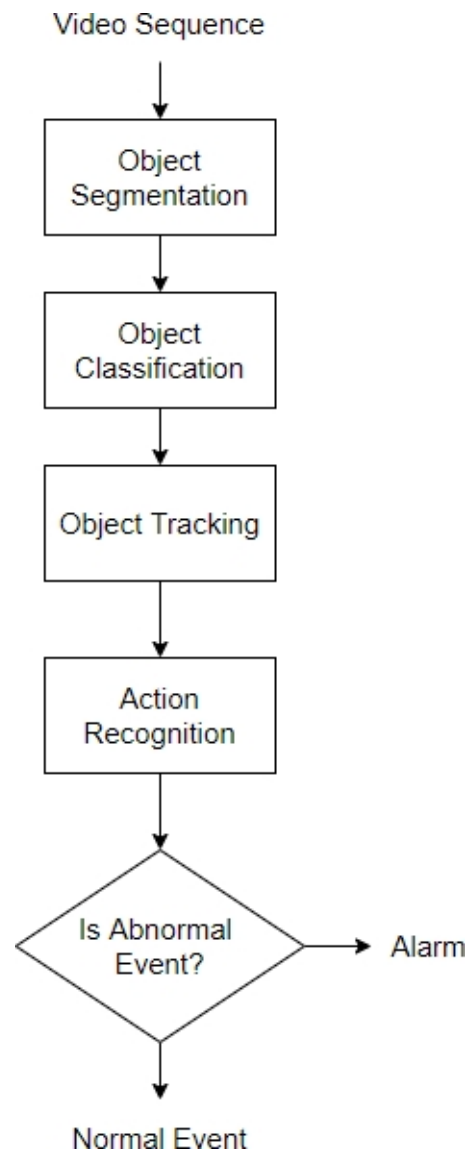 Video Sequence
Object
Segmentation
Object
Classification
Object Tracking
Action
Recognition
Is Abnormal
Event?
Alarm
Normal Event